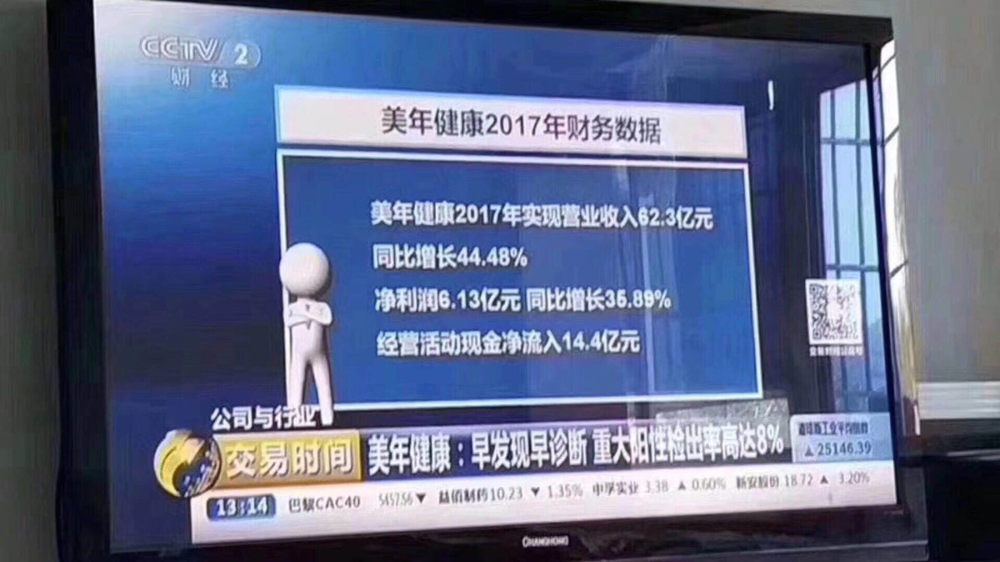 CCTV 2
财 经
美年健康2017年财务数据
美年健康2017年实现营业收入62.3亿元
同比增长44.48%
净利润6.13亿元 同比增长35.89%
经营活动现金净流入14.4亿元
公司与行业
交易时间
美年健康：早发现早诊断 重大阳性检出率高达8%
道琼斯工业平均指数
▲25146.39
13:14 巴黎CAC40 5457.56▼ 益佰制药10.23 ▼ 1.35% 中孚实业 3.38 ▲ 0.60% 新安股份 18.72 ▲ 3.20%
CHANGHONG